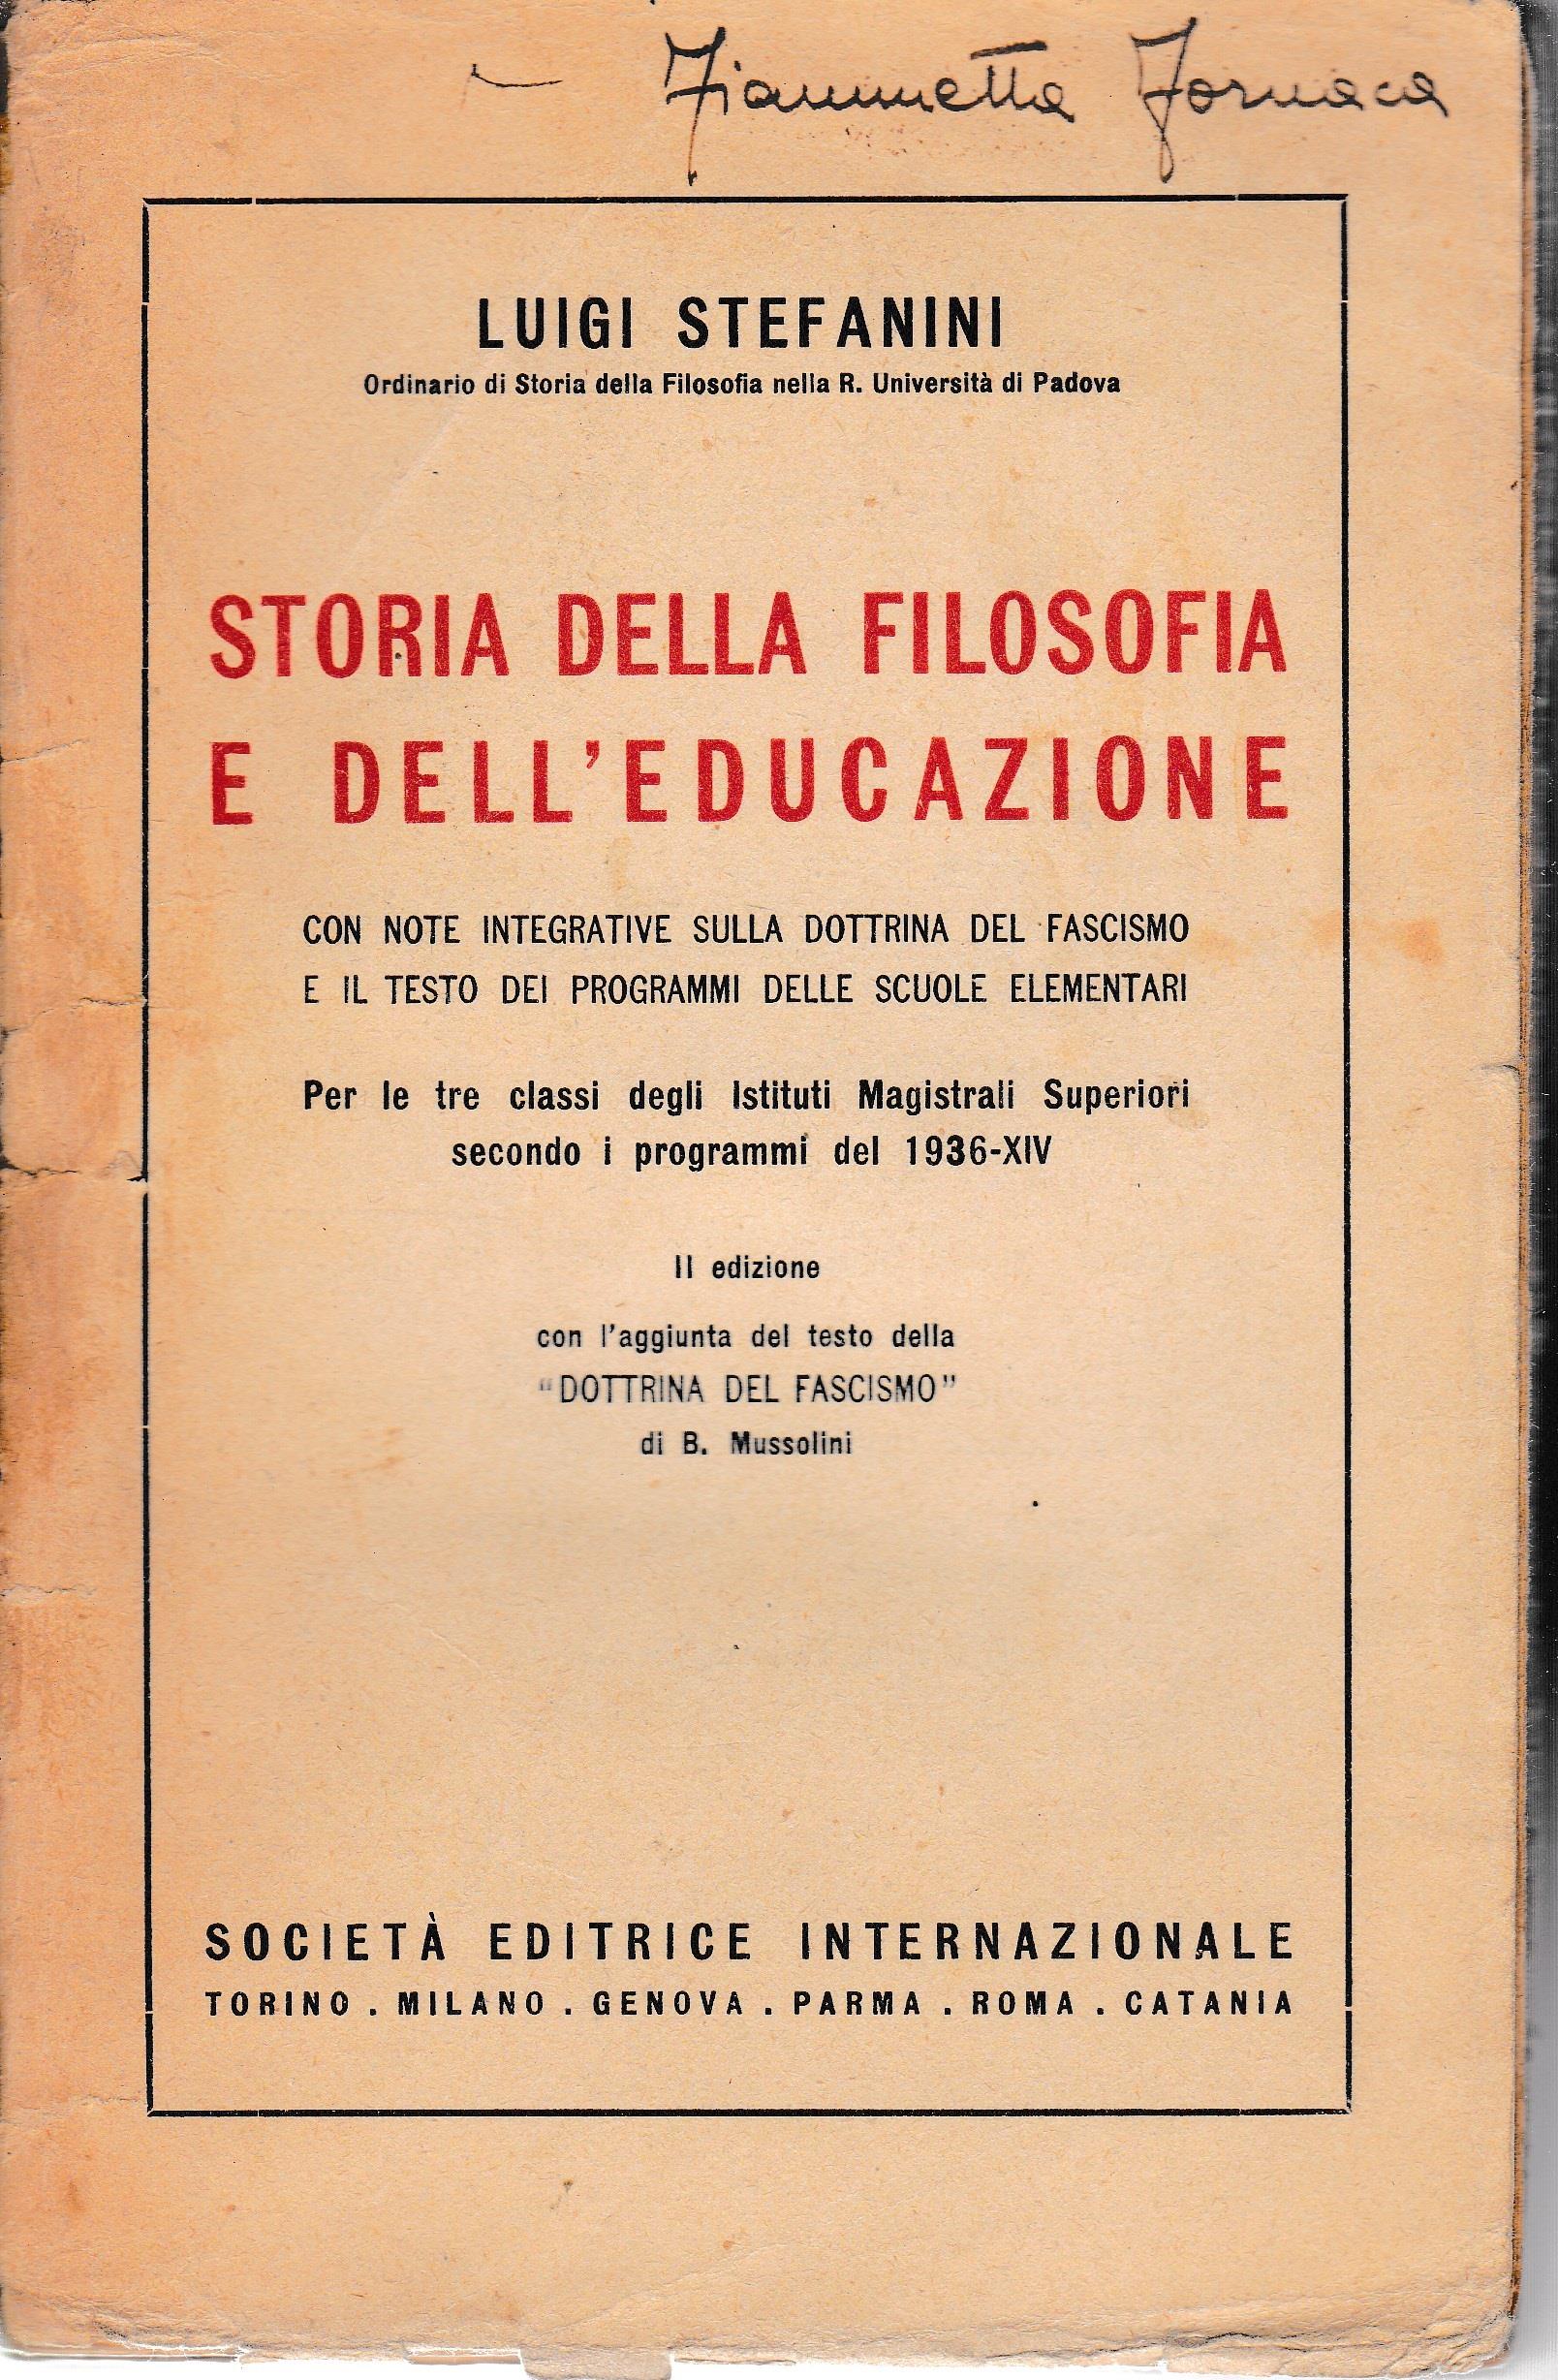 Fiammetta Fornaca
LUIGI STEFANINI
Ordinario di Storia della Filosofia nella R. Università di Padova
STORIA DELLA FILOSOFIA
E DELL'EDUCAZIONE
CON NOTE INTEGRATIVE SULLA DOTTRINA DEL FASCISMO
E IL TESTO DEI PROGRAMMI DELLE SCUOLE ELEMENTARI
Per le tre classi degli Istituti Magistrali Superiori
secondo i programmi del 1936-XIV
II edizione
con l'aggiunta del testo della
"DOTTRINA DEL FASCISMO"
di B. Mussolini
SOCIETÀ EDITRICE INTERNAZIONALE
TORINO . MILANO . GENOVA . PARMA . ROMA . CATANIA